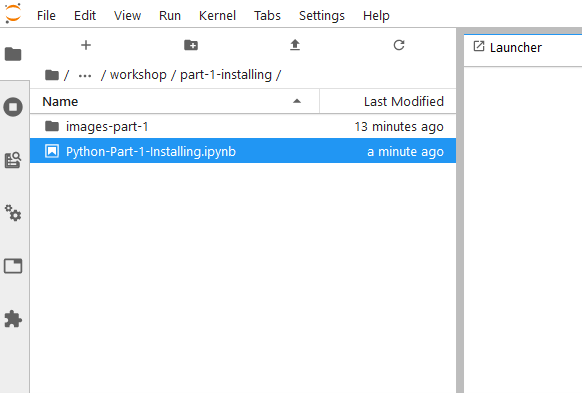 File Edit View Run Kernel Tabs Settings Help
Launcher
/ ... / workshop / part-1-installing /
Name Last Modified
images-part-1 13 minutes ago
Python-Part-1-Installing.ipynb a minute ago